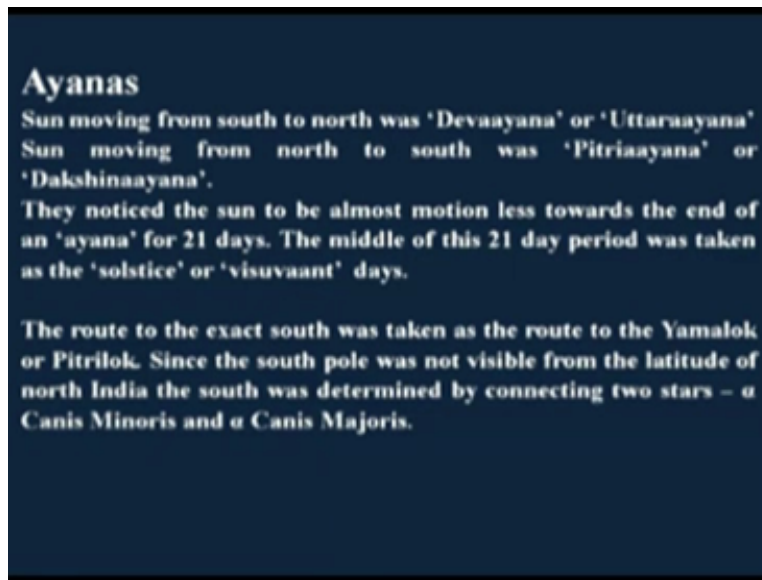 Ayanas
Sun moving from south to north was ‘Devaayana’ or ‘Uttaraayana’
Sun moving from north to south was ‘Pitriaayana’ or
‘Dakshinaayana’.
They noticed the sun to be almost motion less towards the end of
an ‘ayana’ for 21 days. The middle of this 21 day period was taken
as the ‘solstice’ or ‘visuvaant’ days.
The route to the exact south was taken as the route to the Yamalok
or Pitrilok. Since the south pole was not visible from the latitude of
north India the south was determined by connecting two stars – α
Canis Minoris and α Canis Majoris.